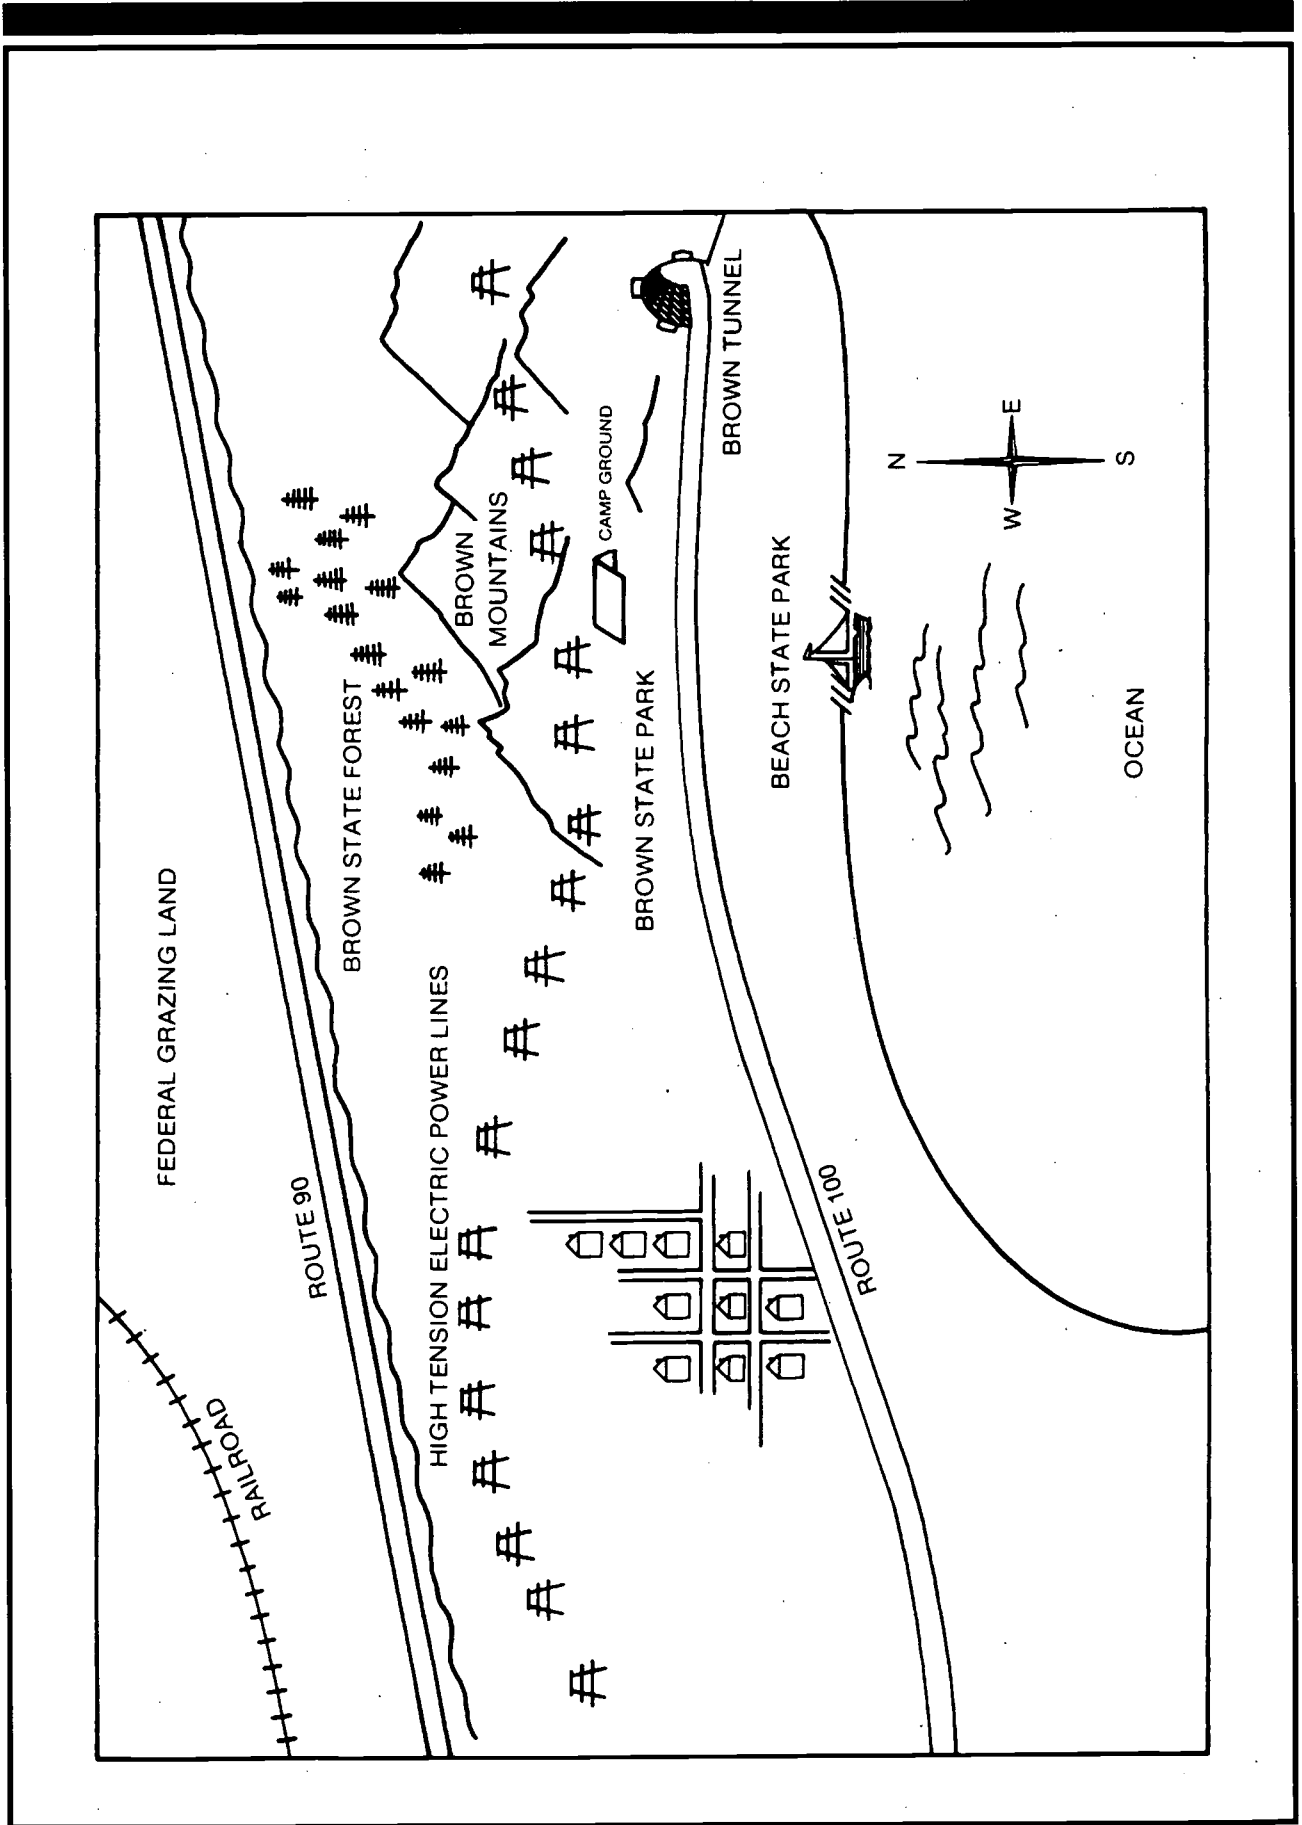 FEDERAL GRAZING LAND
RAILROAD
ROUTE 90
BROWN STATE FOREST
HIGH TENSION ELECTRIC POWER LINES
BROWN
MOUNTAINS
CAMP GROUND
BROWN STATE PARK
BROWN TUNNEL
BEACH STATE PARK
ROUTE 100
N
W
E
S
OCEAN